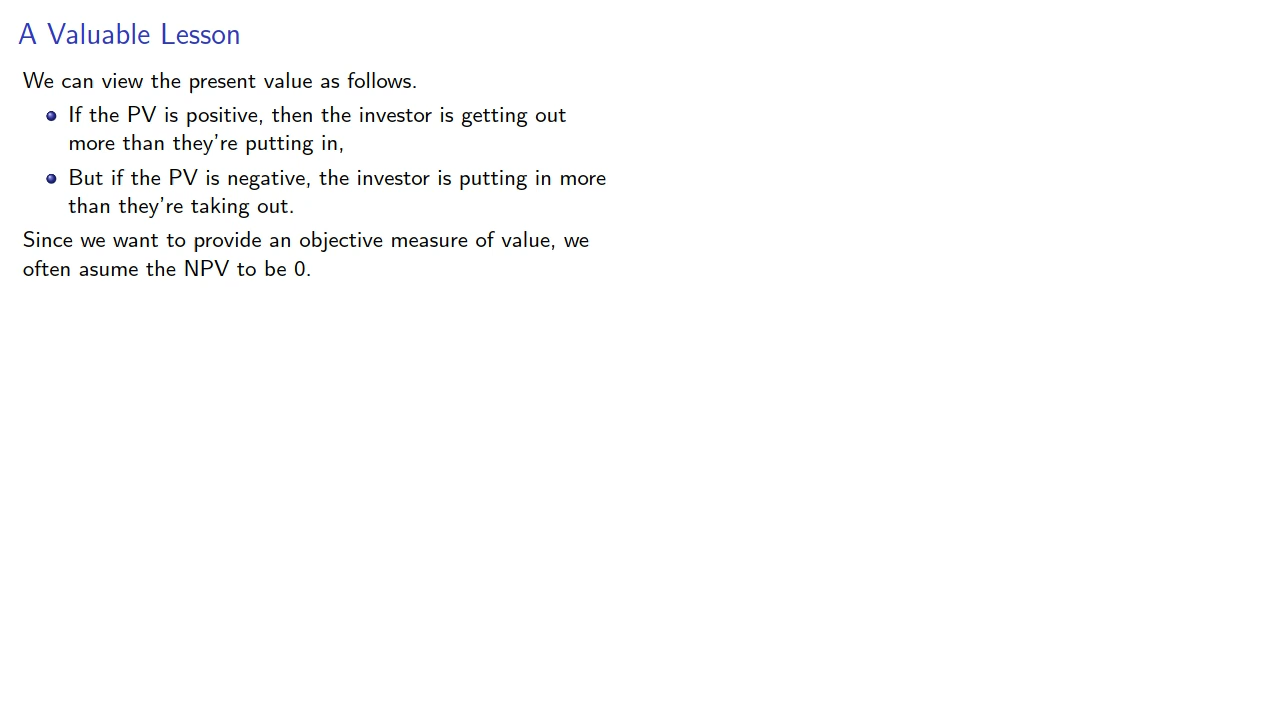 A Valuable Lesson
We can view the present value as follows.
If the PV is positive, then the investor is getting out
more than they're putting in,
But if the PV is negative, the investor is putting in more
than they're taking out.
Since we want to provide an objective measure of value, we
often asume the NPV to be 0.